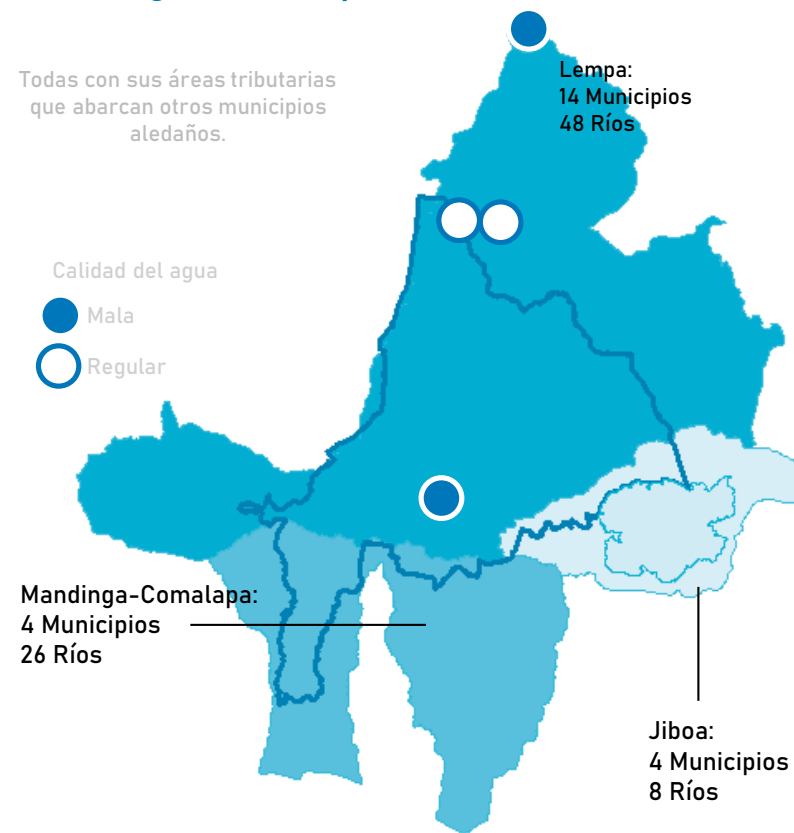 Lempa:
14 Municipios
48 Ríos
Todas con sus áreas tributarias
que abarcan otros municipios
aledaños.
Calidad del agua
Mala
Regular
Mandinga-Comalapa:
4 Municipios
26 Ríos
Jiboa:
4 Municipios
8 Ríos